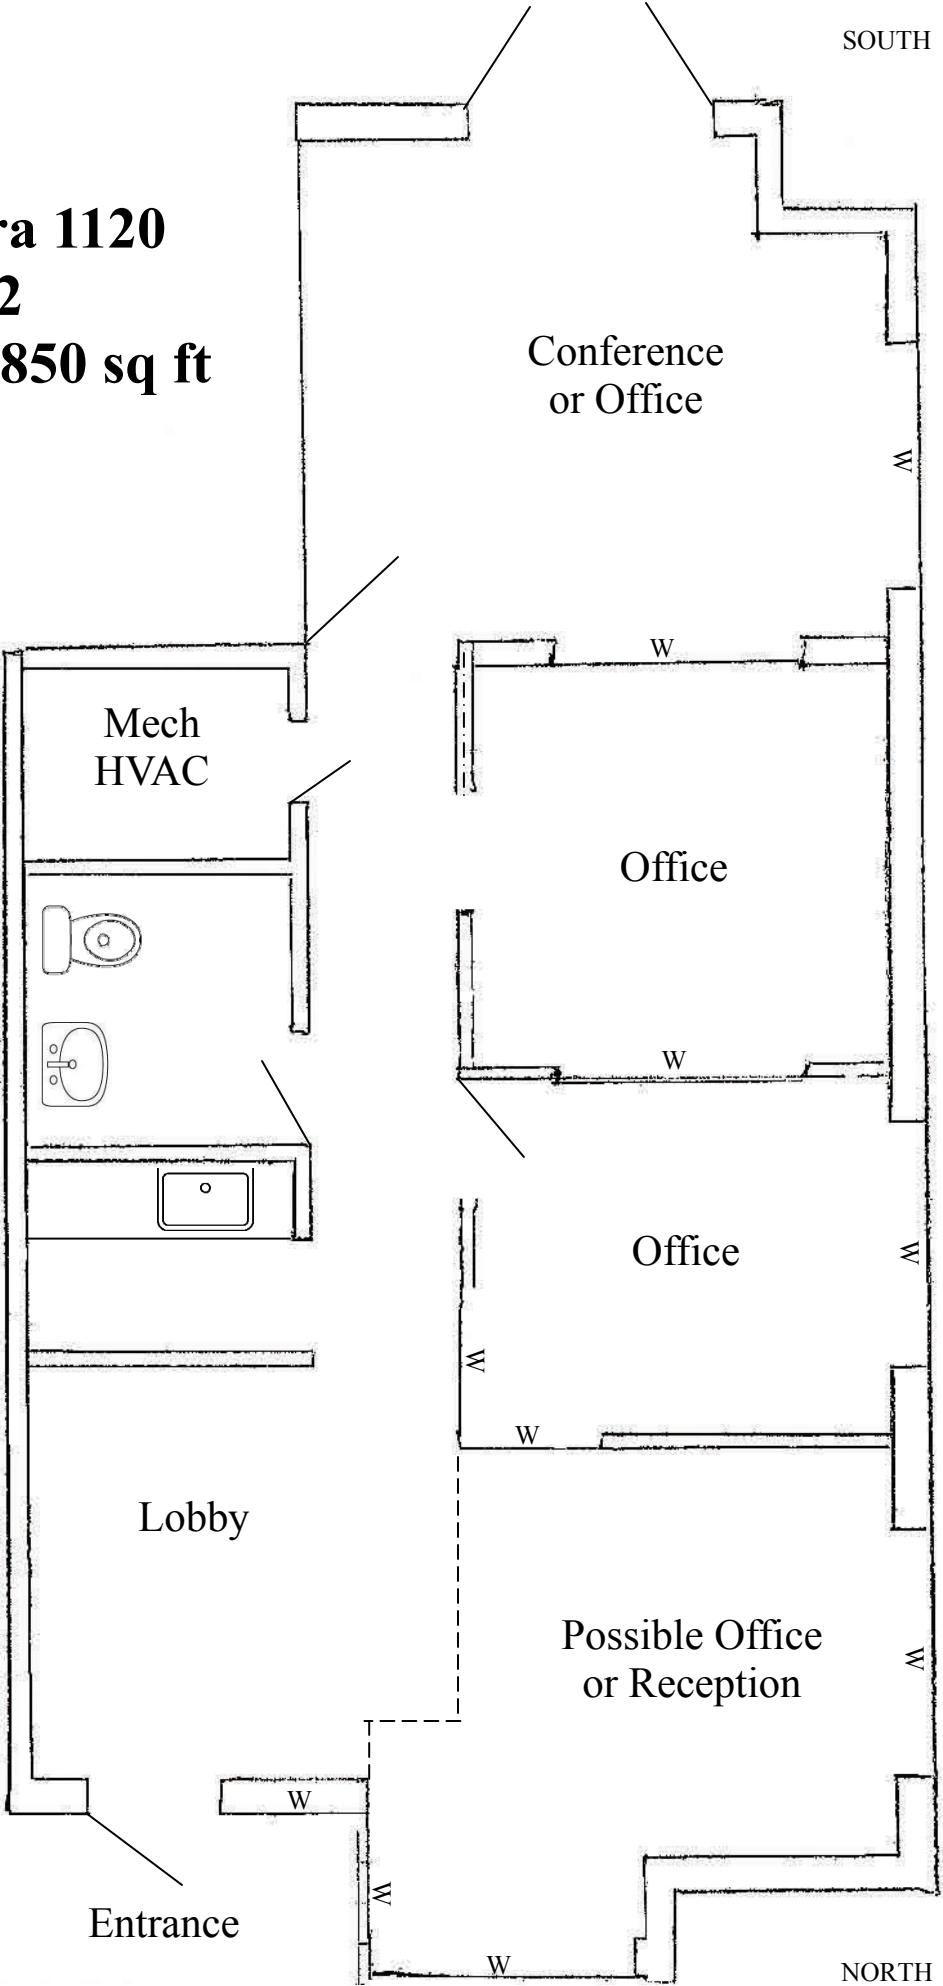 SOUTH
ra 1120
2
850 sq ft
Conference
or Office
W
W
Mech
HVAC
Office
W
Office
W
W
W
Lobby
Possible Office
or Reception
W
W
W
Entrance
W
NORTH